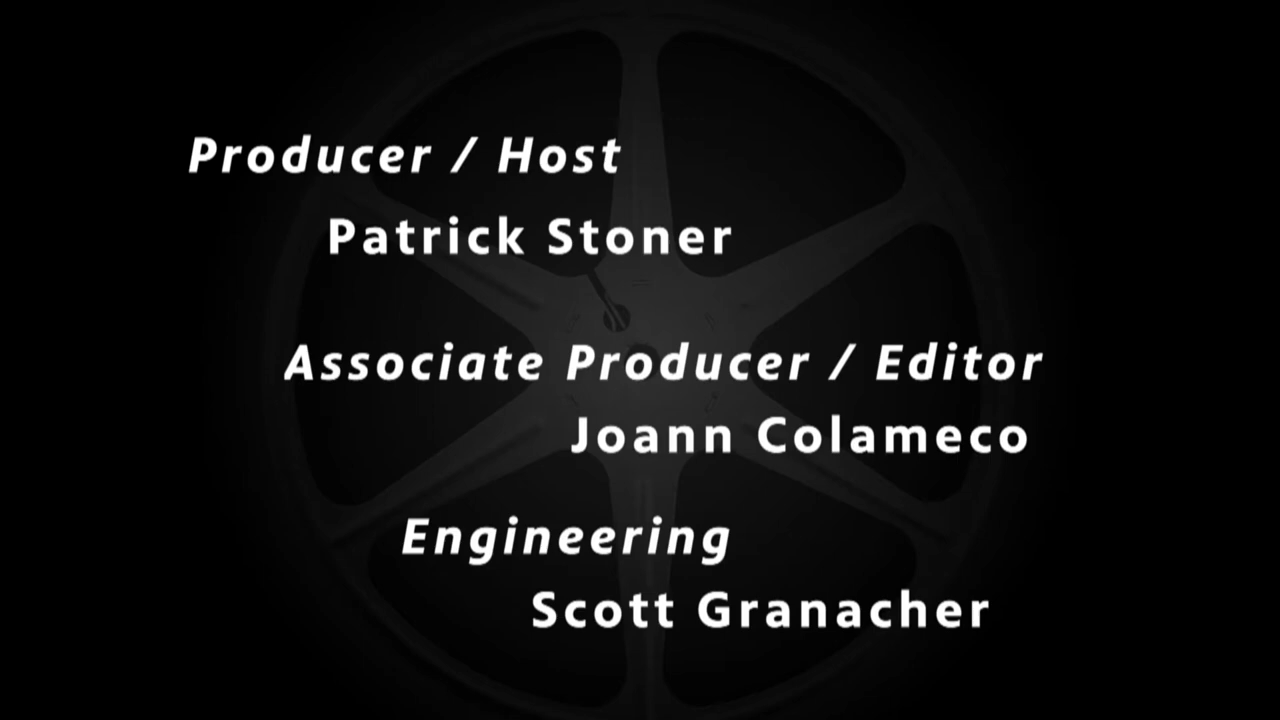 Producer / Host
Patrick Stoner
Associate Producer / Editor
Joann Colameco
Engineering
Scott Granacher